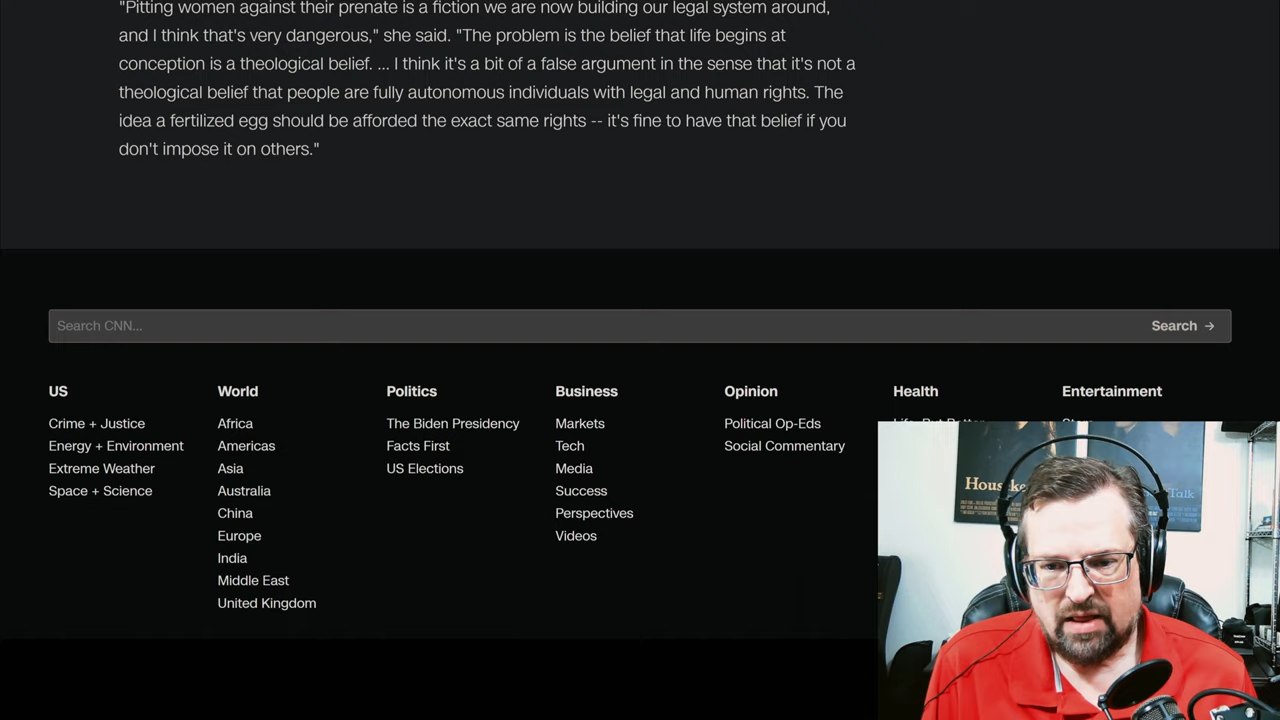 "Pitting women against their prenate is a fiction we are now building our legal system around,
and I think that's very dangerous," she said. "The problem is the belief that life begins at
conception is a theological belief. ... I think it's a bit of a false argument in the sense that it's not a
theological belief that people are fully autonomous individuals with legal and human rights. The
idea a fertilized egg should be afforded the exact same rights -- it's fine to have that belief if you
don't impose it on others."
Search CNN...
Search →
US
Crime + Justice
Energy + Environment
Extreme Weather
Space + Science
World
Africa
Americas
Asia
Australia
China
Europe
India
Middle East
United Kingdom
Politics
The Biden Presidency
Facts First
US Elections
Business
Markets
Tech
Media
Success
Perspectives
Videos
Opinion
Political Op-Eds
Social Commentary
Health
Life, But Better
Entertainment
Talk